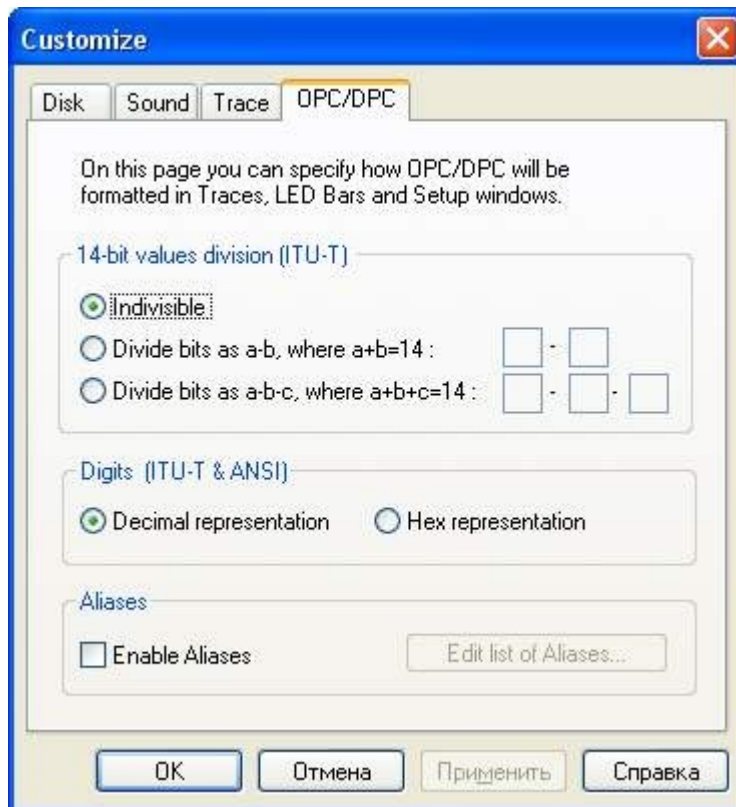 Customize
Disk Sound Trace OPC/DPC
On this page you can specify how OPC/DPC will be
formatted in Traces, LED Bars and Setup windows.
14-bit values division (ITU-T)
Indivisible
Divide bits as a-b, where a+b=14 : -
Divide bits as a-b-c, where a+b+c=14 : - -
Digits (ITU-T & ANSI)
Decimal representation Hex representation
Aliases
Enable Aliases Edit list of Aliases...
OK Отмена Применить Справка